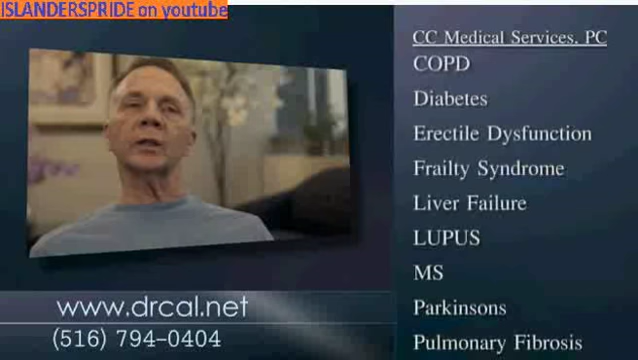 ISLANDERSPRIDE on youtube
CC Medical Services, PC
COPD
Diabetes
Erectile Dysfunction
Frailty Syndrome
Liver Failure
LUPUS
MS
Parkinsons
Pulmonary Fibrosis
www.drcal.net
(516) 794-0404